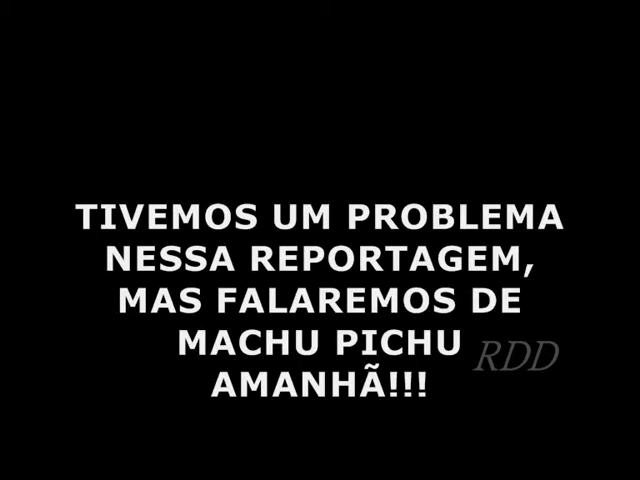 TIVEMOS UM PROBLEMA
NESSA REPORTAGEM,
MAS FALAREMOS DE
MACHU PICHU
RDD
AMANHÃ!!!